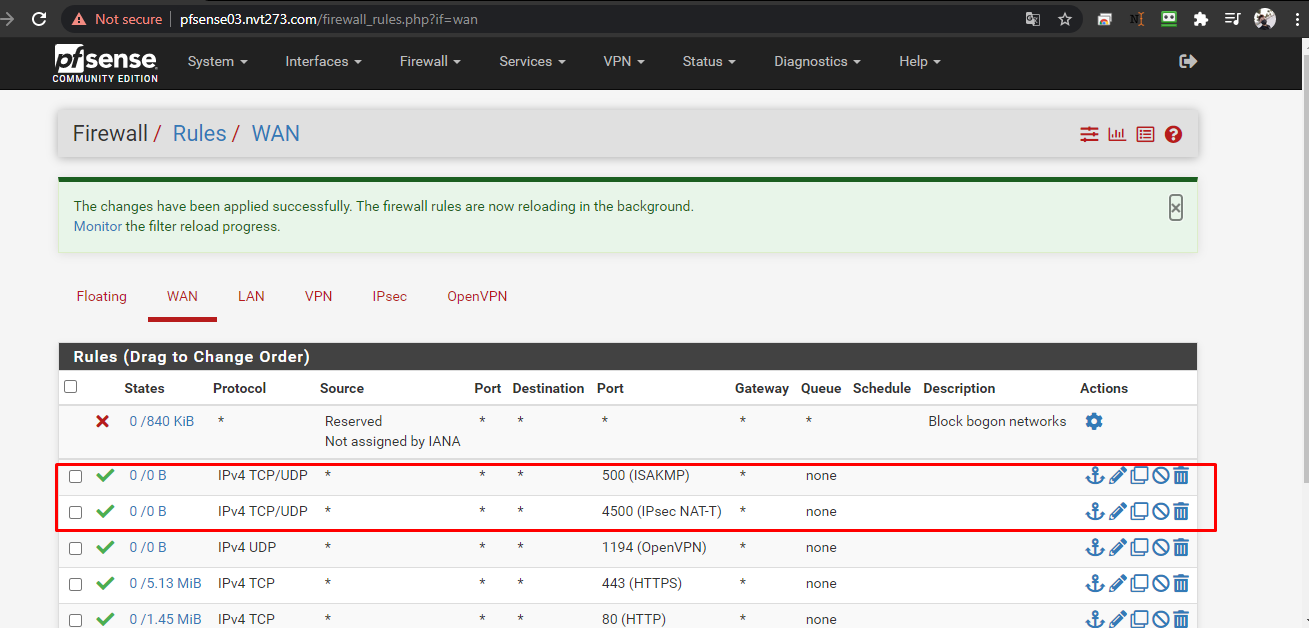 Not secure pfsense03.nvt273.com/firewall_rules.php?if=wan
pfsense
COMMUNITY EDITION
System Interfaces Firewall Services VPN Status Diagnostics Help
Firewall / Rules / WAN
The changes have been applied successfully. The firewall rules are now reloading in the background.
Monitor the filter reload progress.
Floating WAN LAN VPN IPsec OpenVPN
Rules (Drag to Change Order)
States Protocol Source Port Destination Port Gateway Queue Schedule Description Actions
0 /840 KiB * Reserved * * * * * Block bogon networks
Not assigned by IANA
0 /0 B IPv4 TCP/UDP * * * 500 (ISAKMP) * none
0 /0 B IPv4 TCP/UDP * * * 4500 (IPsec NAT-T) * none
0 /0 B IPv4 UDP * * * 1194 (OpenVPN) * none
0 /5.13 MiB IPv4 TCP * * * 443 (HTTPS) * none
0 /1.45 MiB IPv4 TCP * * * 80 (HTTP) * none